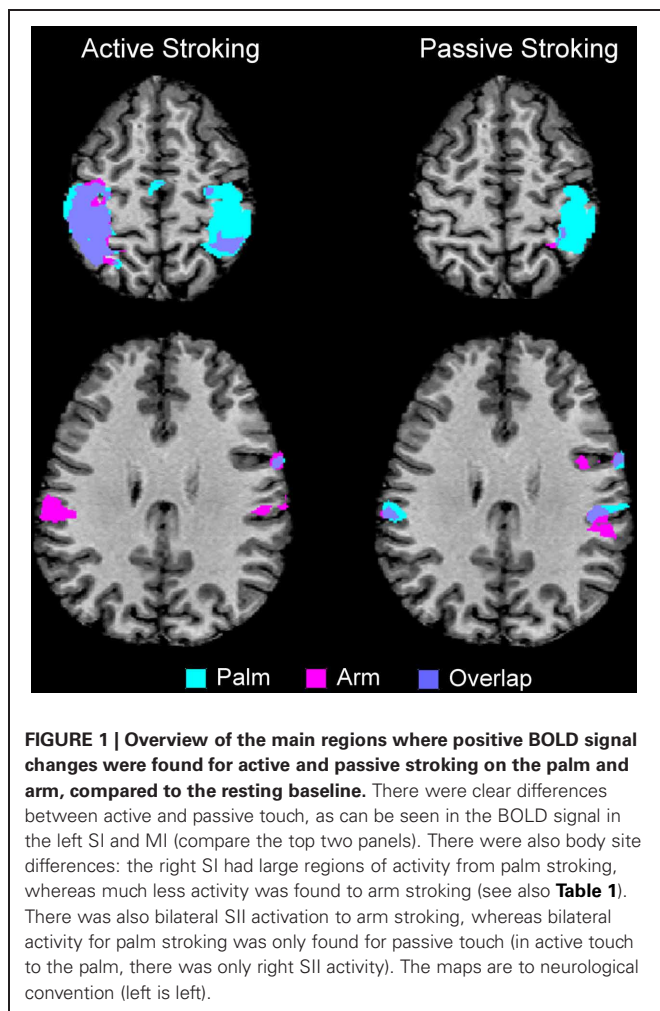 Active Stroking
Passive Stroking
Palm
Arm
Overlap
FIGURE 1 | Overview of the main regions where positive BOLD signal
changes were found for active and passive stroking on the palm and
arm, compared to the resting baseline. There were clear differences
between active and passive touch, as can be seen in the BOLD signal in
the left SI and MI (compare the top two panels). There were also body site
differences: the right SI had large regions of activity from palm stroking,
whereas much less activity was found to arm stroking (see also Table 1).
There was also bilateral SII activation to arm stroking, whereas bilateral
activity for palm stroking was only found for passive touch (in active touch
to the palm, there was only right SII activity). The maps are to neurological
convention (left is left).